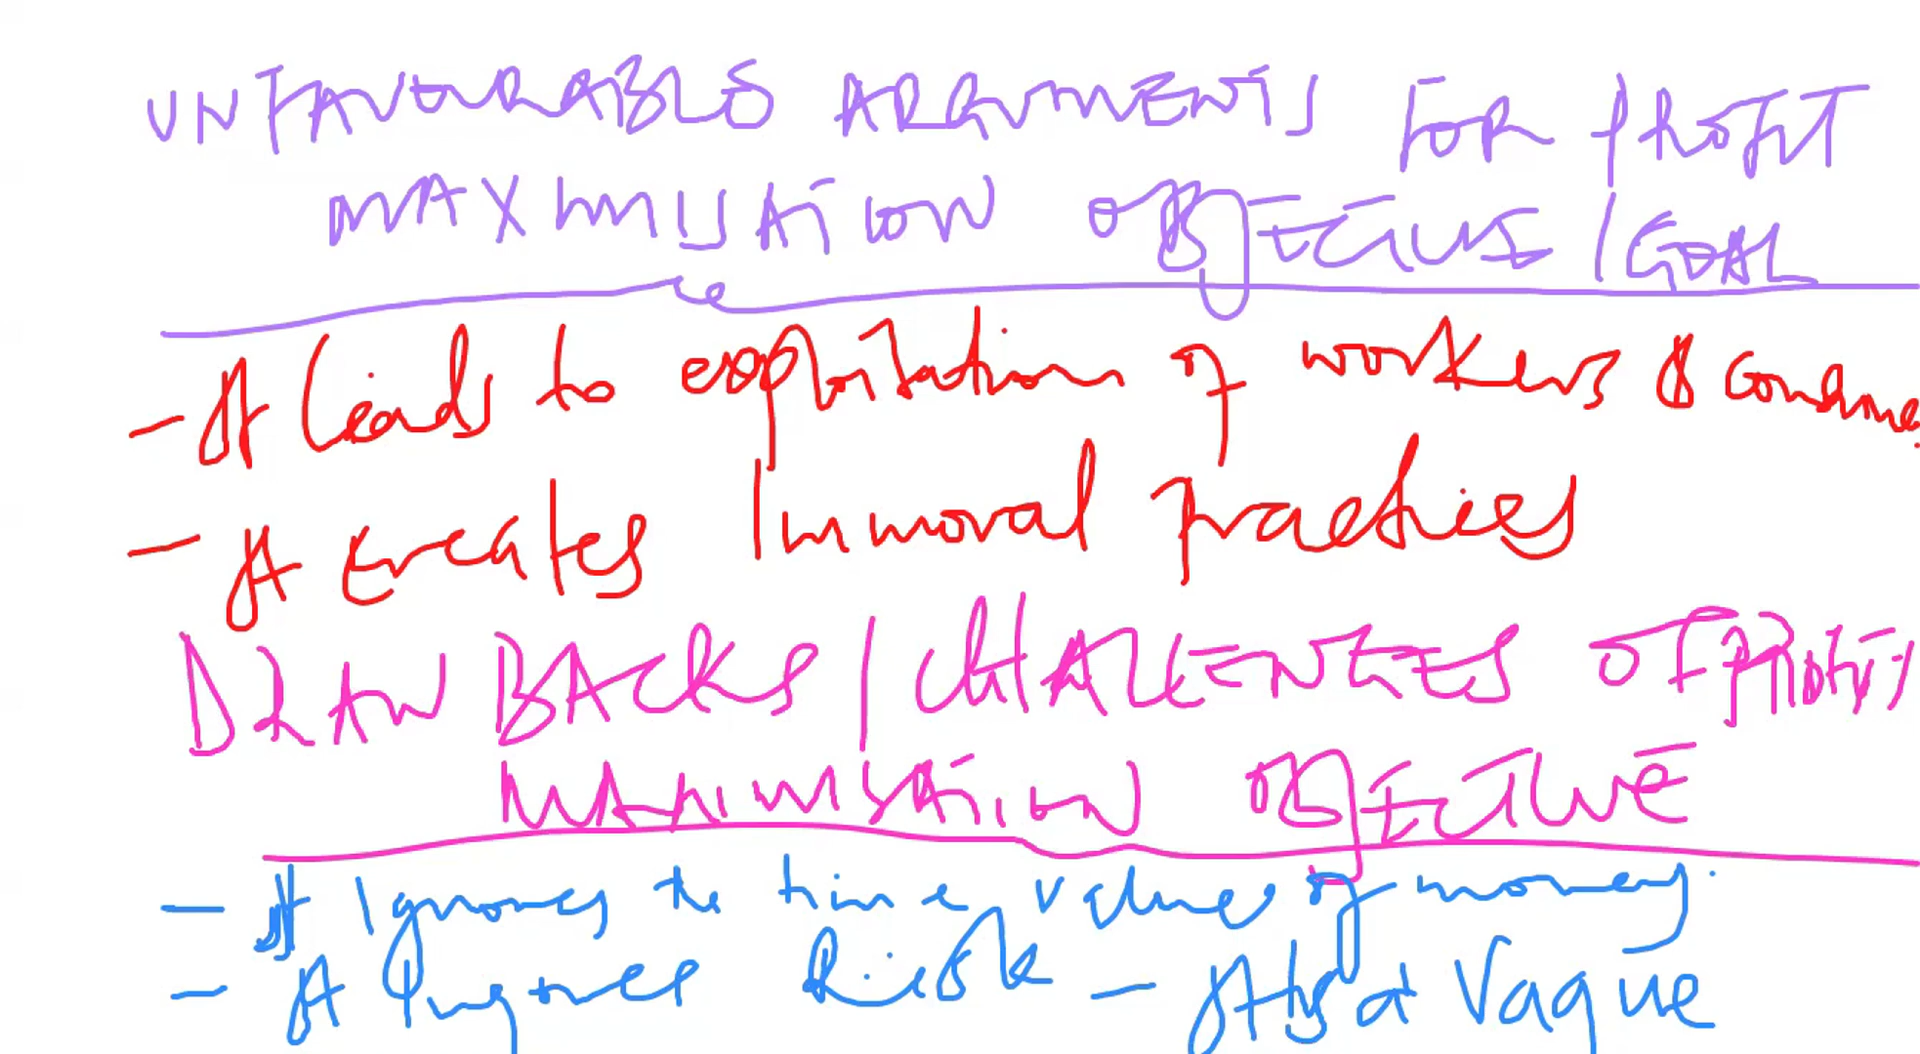 UNFAVOURABLE ARGUMENTS FOR PROFIT
MAXIMISATION OBJECTIVE / GOAL
- It leads to exploitation of workers & consume
- It creates Immoral Practices
DRAWBACKS / CHALLENGES OF PROFIT
MAXIMISATION OBJECTIVE
- It Ignores the time value of money.
- It Ignores Risk - It is a Vague